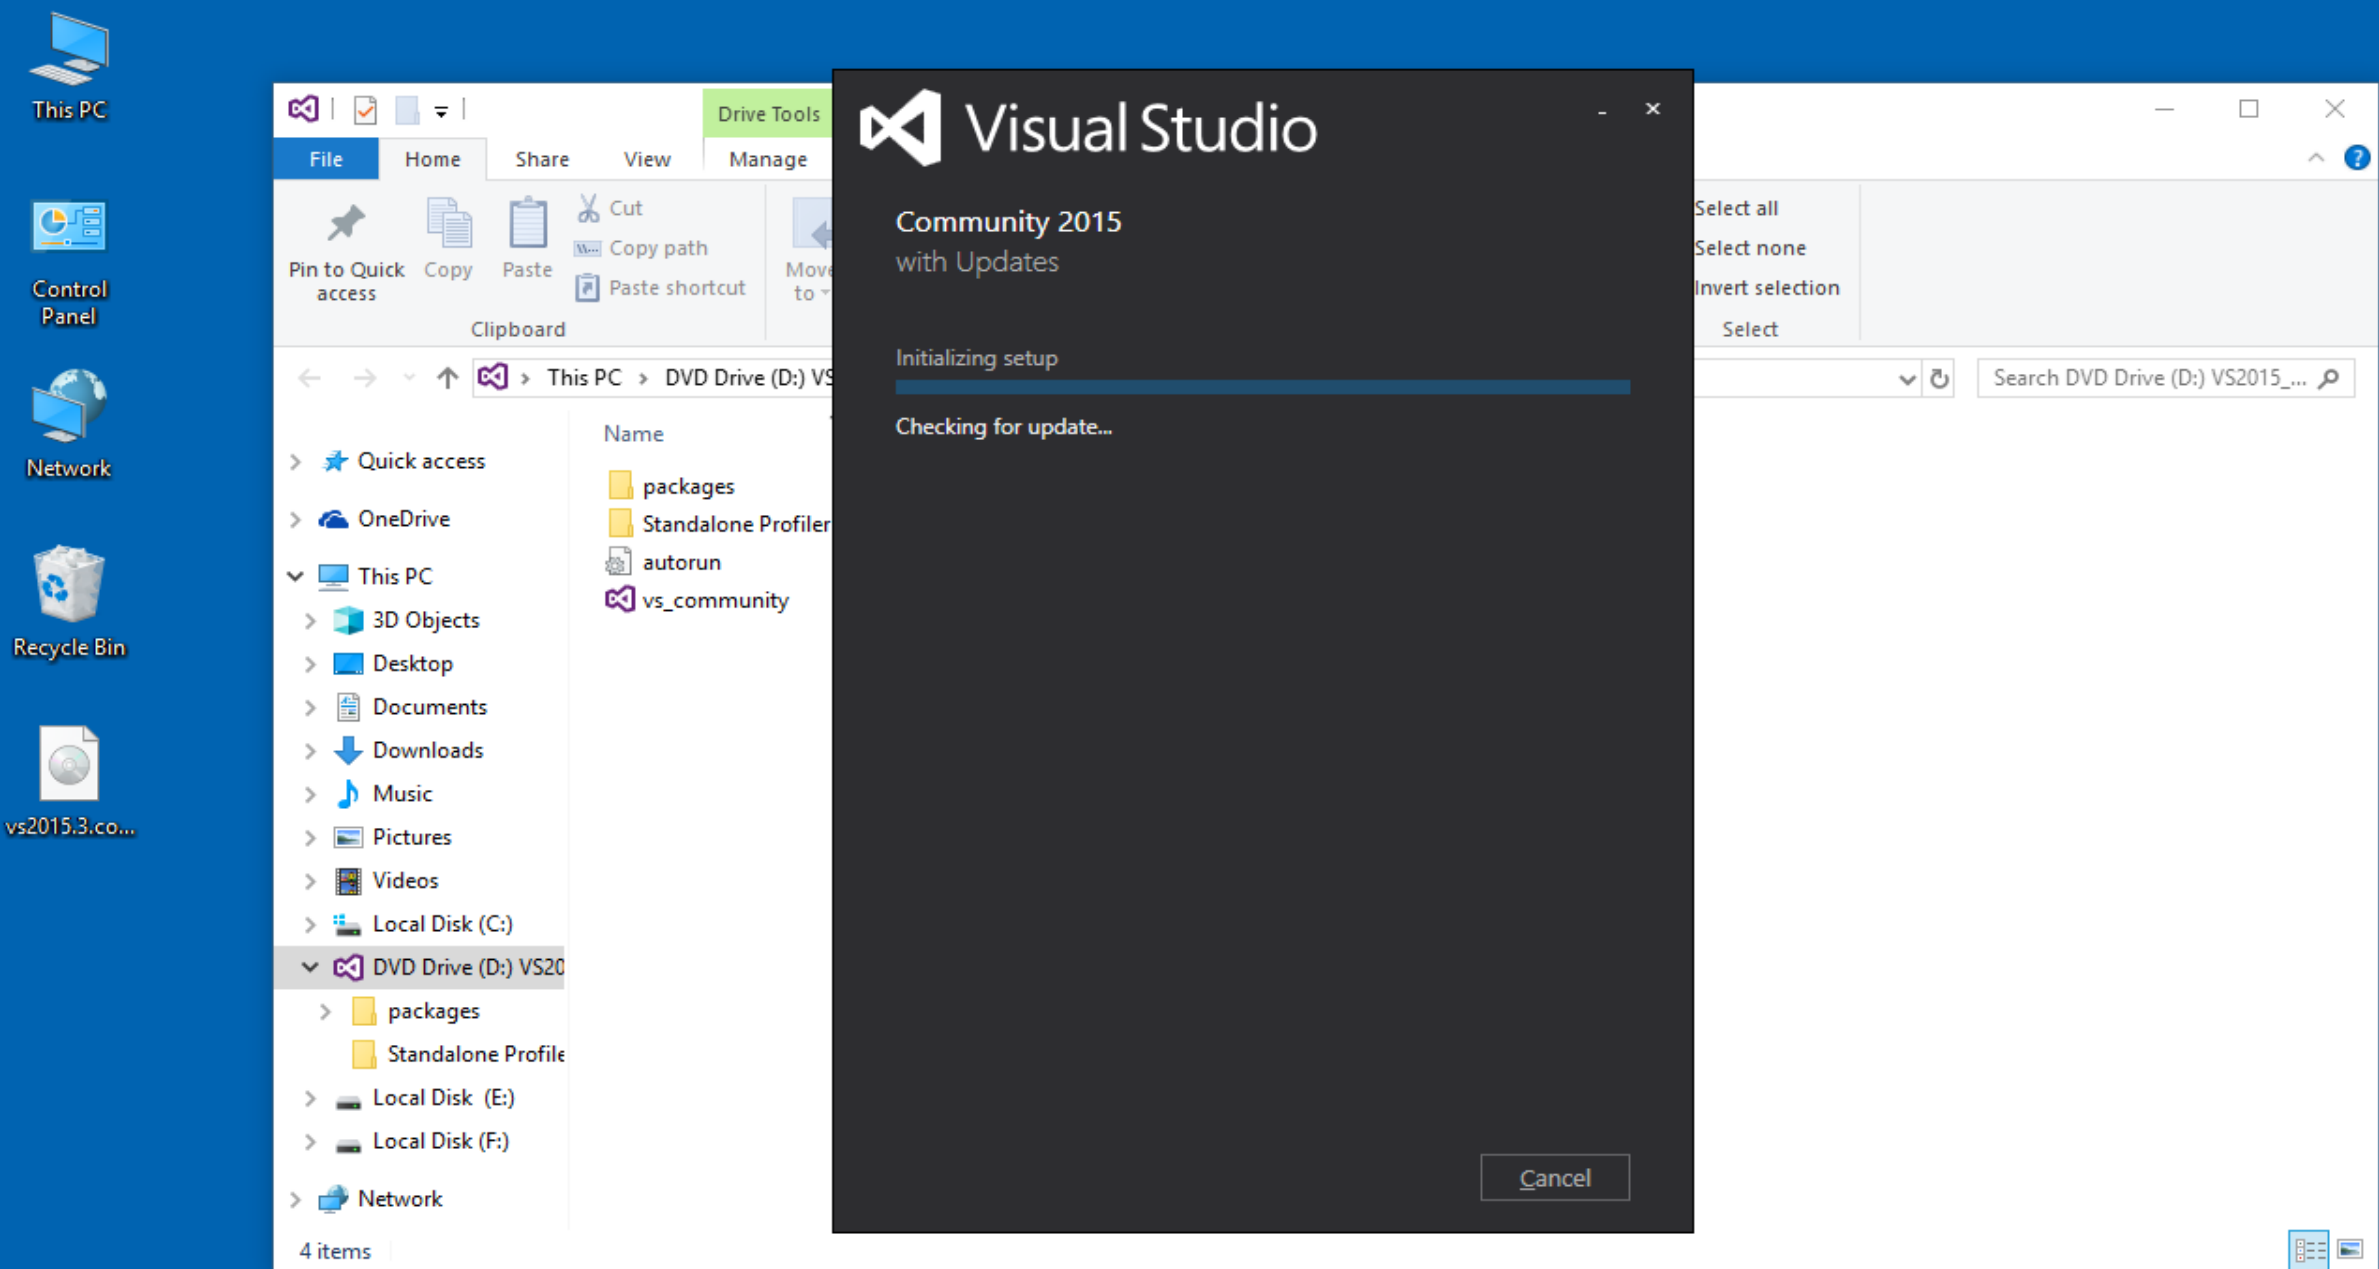 This PC
Control
Panel
Network
Recycle Bin
vs2015.3.co...
Drive Tools
File
Home
Share
View
Manage
Pin to Quick
access
Copy
Paste
Cut
Copy path
Paste shortcut
Move
to
Clipboard
Select all
Select none
Invert selection
Select
This PC > DVD Drive (D:) VS
Search DVD Drive (D:) VS2015_...
Quick access
OneDrive
This PC
3D Objects
Desktop
Documents
Downloads
Music
Pictures
Videos
Local Disk (C:)
DVD Drive (D:) VS20
packages
Standalone Profile
Local Disk (E:)
Local Disk (F:)
Network
4 items
Name
packages
Standalone Profiler
autorun
vs_community
Visual Studio
Community 2015
with Updates
Initializing setup
Checking for update...
Cancel